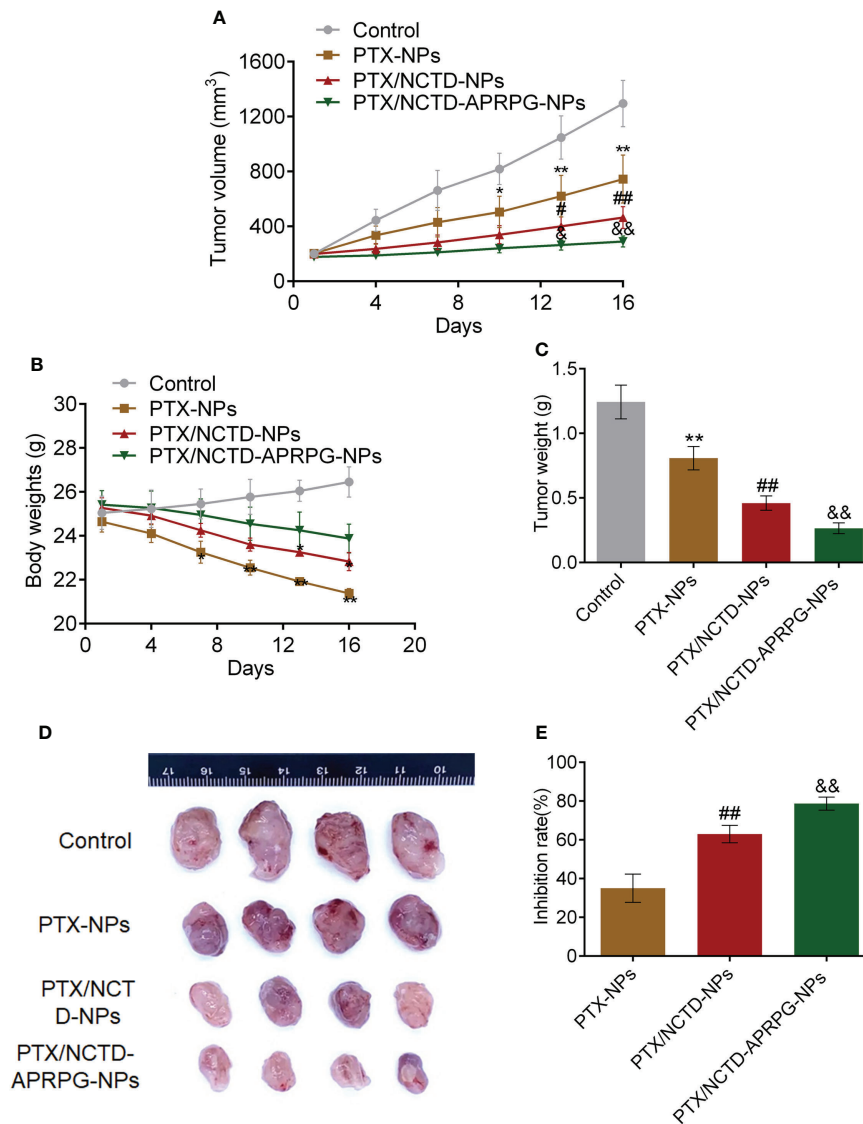 A
Control
PTX-NPs
PTX/NCTD-NPs
PTX/NCTD-APRPG-NPs
Tumor volume (mm³)
1600
1200
800
400
0
* ** **
# ##
& &&
0 4 8 12 16
Days
B
Control
PTX-NPs
PTX/NCTD-NPs
PTX/NCTD-APRPG-NPs
Body weights (g)
30
28
26
24
22
20
* *
* ** ** **
0 4 8 12 16 20
Days
C
Tumor weight (g)
1.5
1.0
0.5
0.0
**
##
&&
Control
PTX-NPs
PTX/NCTD-NPs
PTX/NCTD-APRPG-NPs
D
17 16 15 14 13 12 11 10
Control
PTX-NPs
PTX/NCT
D-NPs
PTX/NCTD-
APRPG-NPs
E
Inhibition rate(%)
100
80
60
40
20
0
##
&&
PTX-NPs
PTX/NCTD-NPs
PTX/NCTD-APRPG-NPs